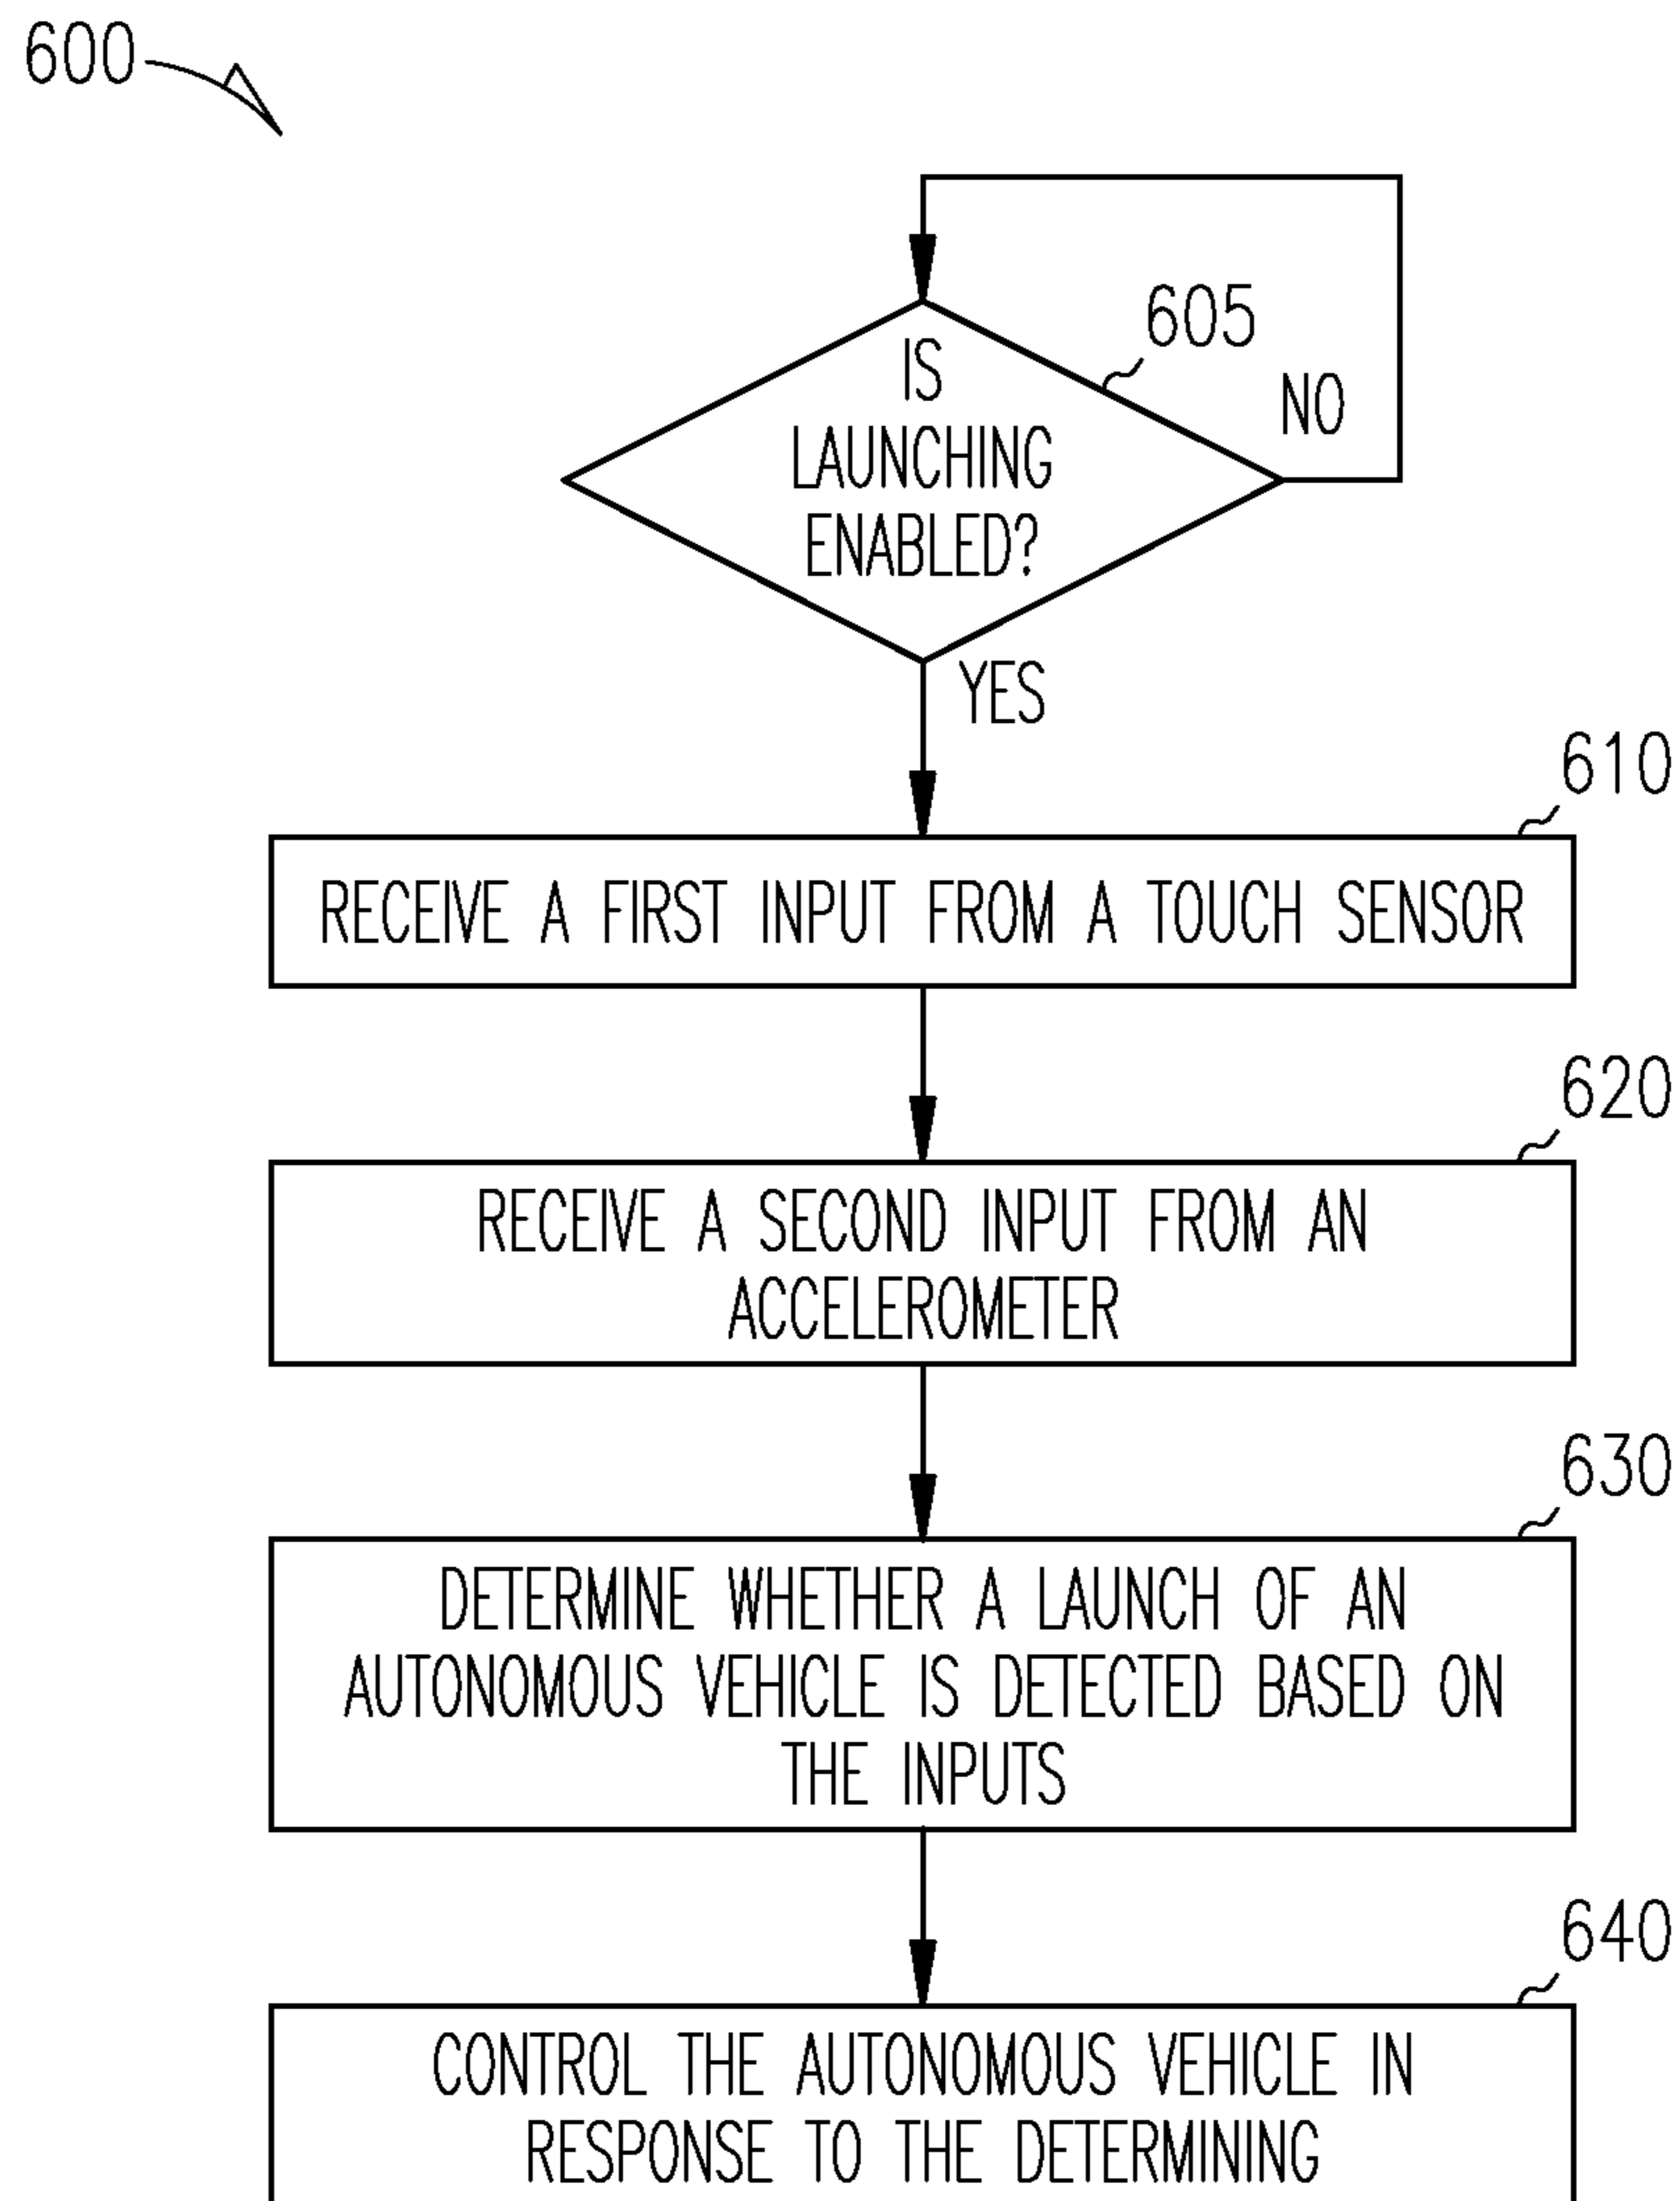 600
605
IS
LAUNCHING
ENABLED?
NO
YES
610
RECEIVE A FIRST INPUT FROM A TOUCH SENSOR
620
RECEIVE A SECOND INPUT FROM AN
ACCELEROMETER
630
DETERMINE WHETHER A LAUNCH OF AN
AUTONOMOUS VEHICLE IS DETECTED BASED ON
THE INPUTS
640
CONTROL THE AUTONOMOUS VEHICLE IN
RESPONSE TO THE DETERMINING